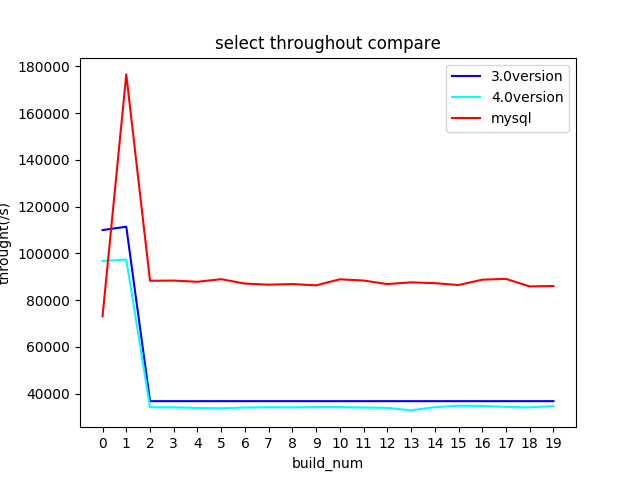 select throughout compare
180000
160000
140000
120000
100000
80000
60000
40000
throught(/s)
3.0version
4.0version
mysql
0 1 2 3 4 5 6 7 8 9 10 11 12 13 14 15 16 17 18 19
build_num